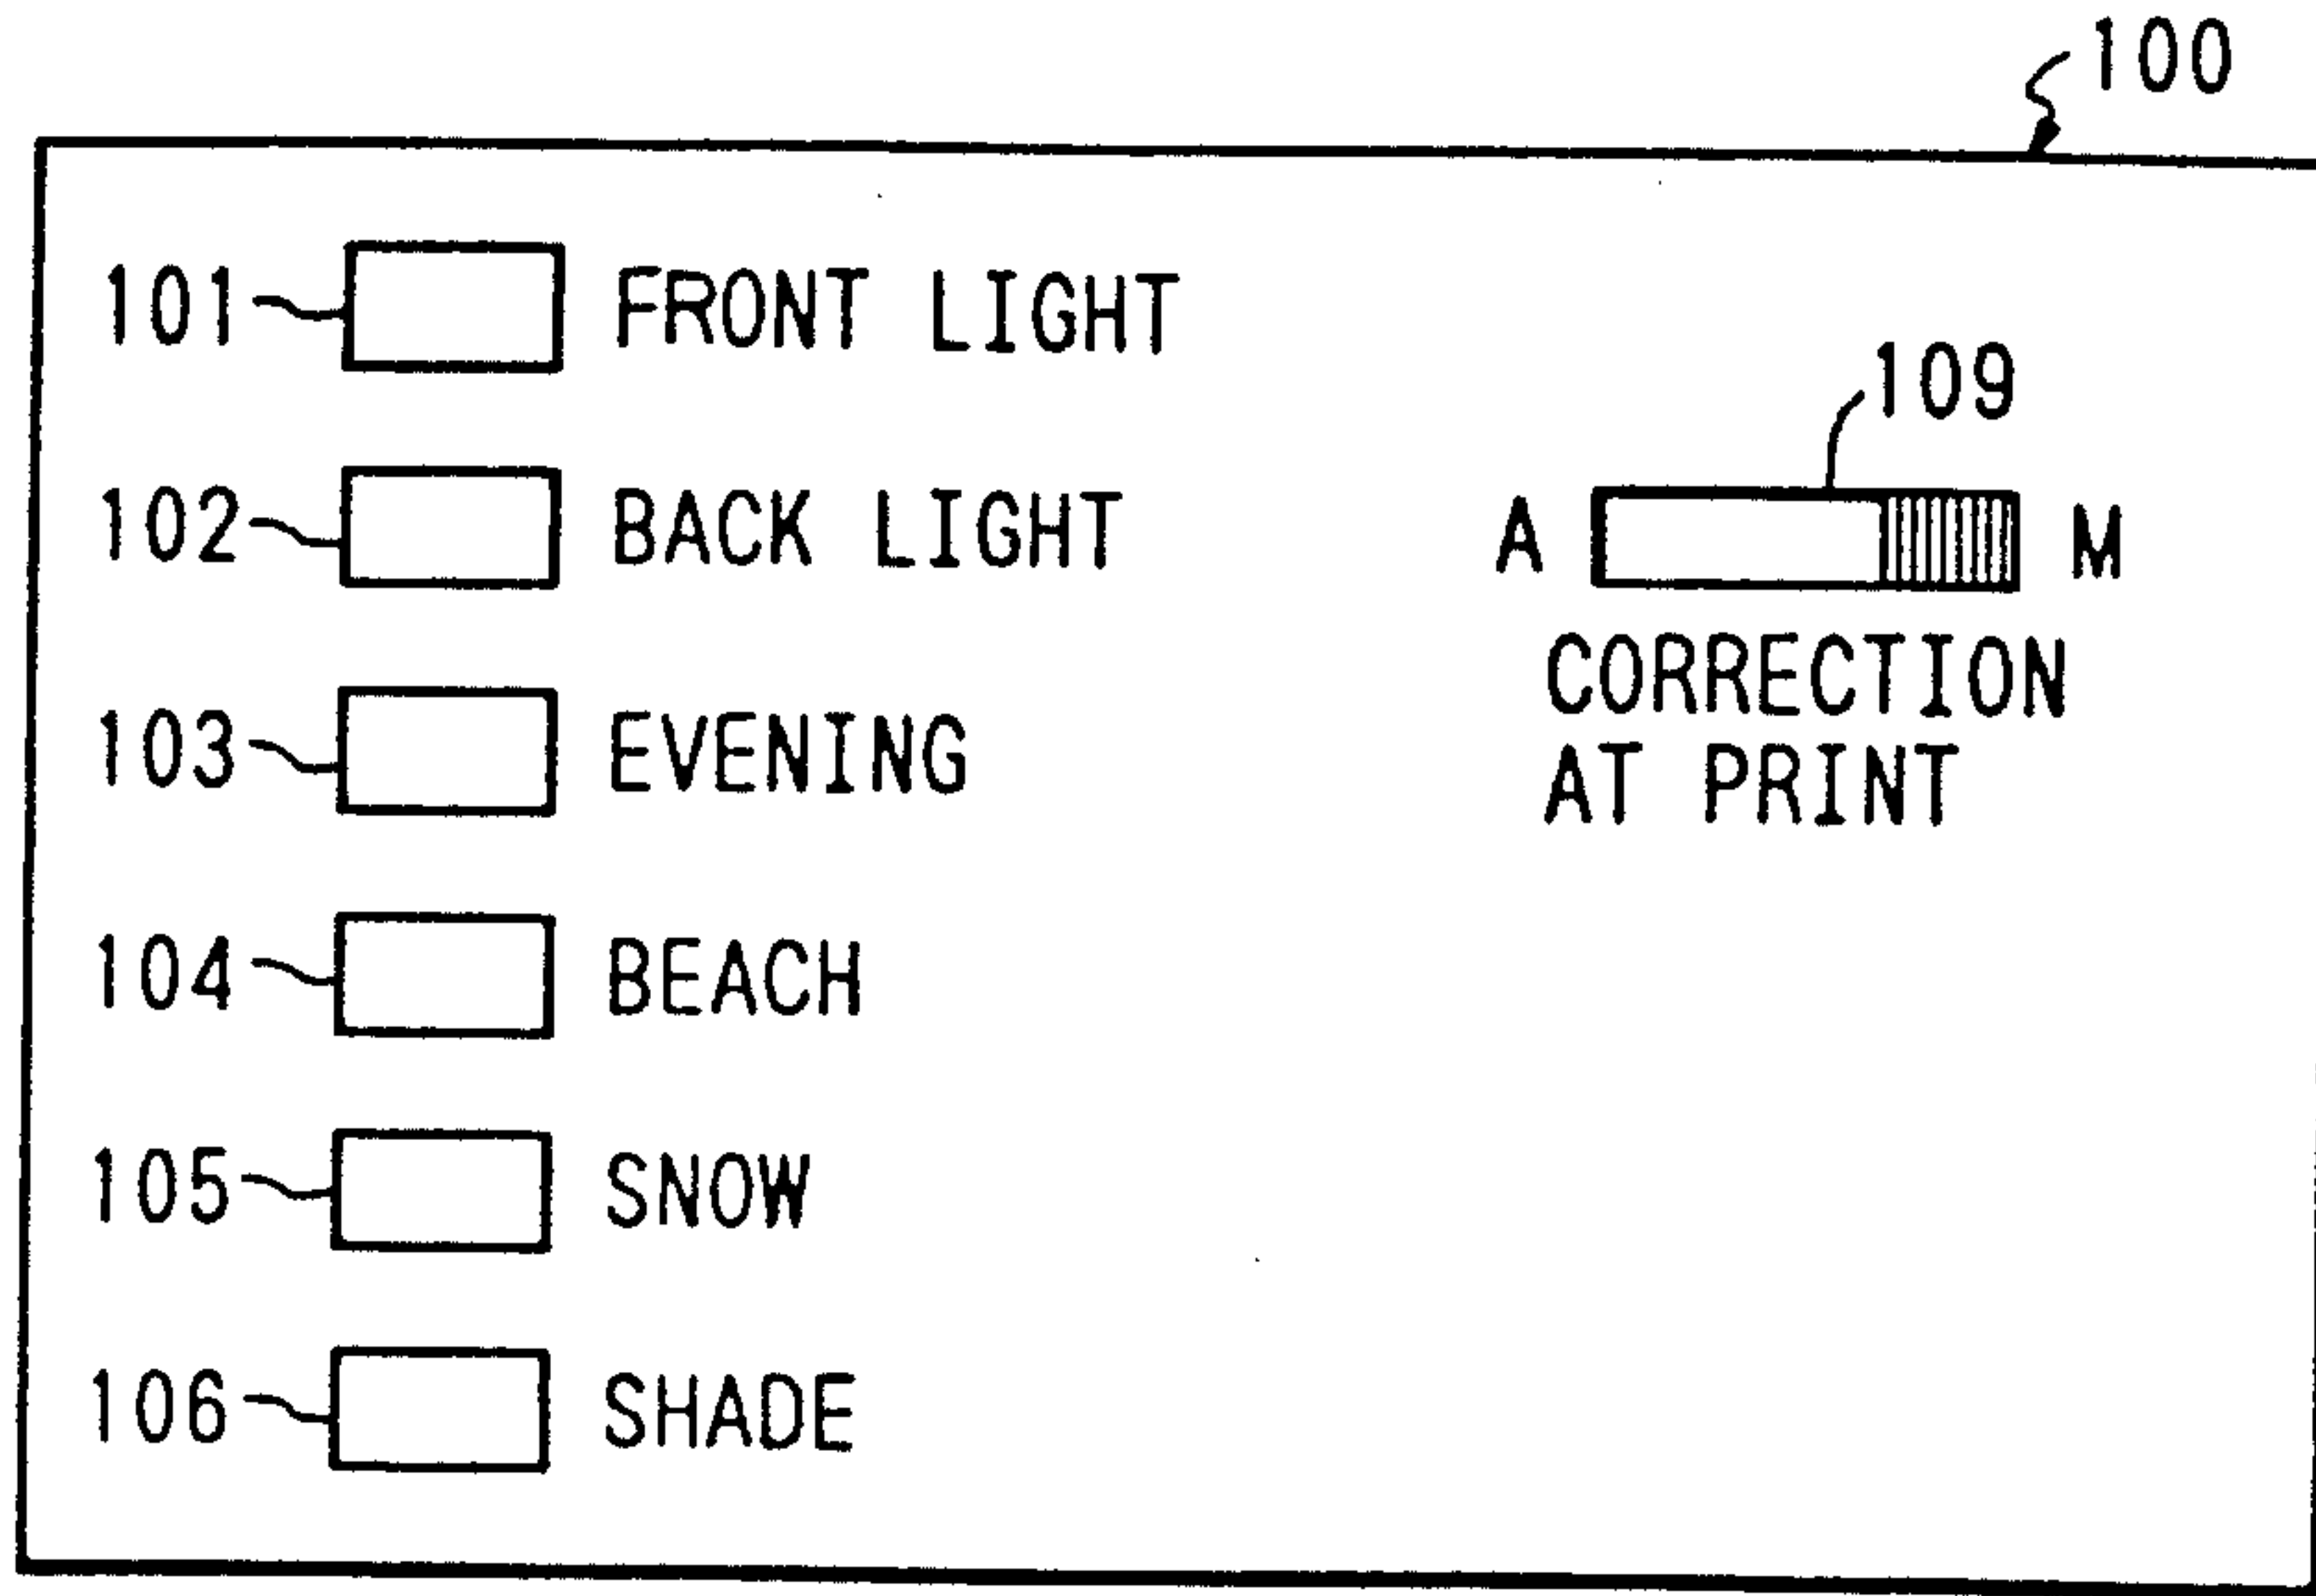 100
101 FRONT LIGHT
109
102 BACK LIGHT
A M
CORRECTION
AT PRINT
103 EVENING
104 BEACH
105 SNOW
106 SHADE